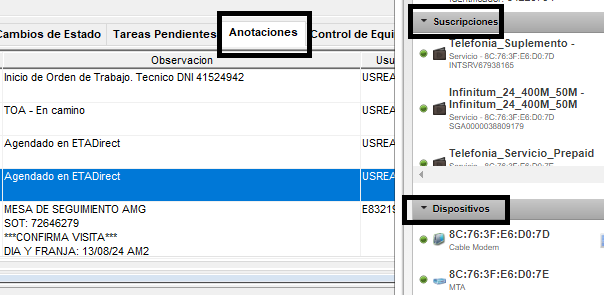 Cambios de Estado Tareas Pendientes Anotaciones Control de Equi
Observacion Usu
Inicio de Orden de Trabajo. Tecnico DNI 41524942 USREA
TOA - En camino USREA
Agendado en ETADirect USREA
Agendado en ETADirect USREA
MESA DE SEGUIMIENTO AMG E83219
SOT: 72646279
***CONFIRMA VISITA***
DIA Y FRANJA: 13/08/24 AM2
Suscripciones
Telefonia_Suplemento -
Servicio - 8C:76:3F:E6:D0:7D
INTSRV67938165
Infinitum_24_400M_50M -
Infinitum_24_400M_50M
Servicio - 8C:76:3F:E6:D0:7D
SGA0000038809179
Telefonia_Servicio_Prepaid
Servicio - 8C:76:3F:E6:D0:7D
Dispositivos
8C:76:3F:E6:D0:7D
Cable Modem
8C:76:3F:E6:D0:7E
MTA